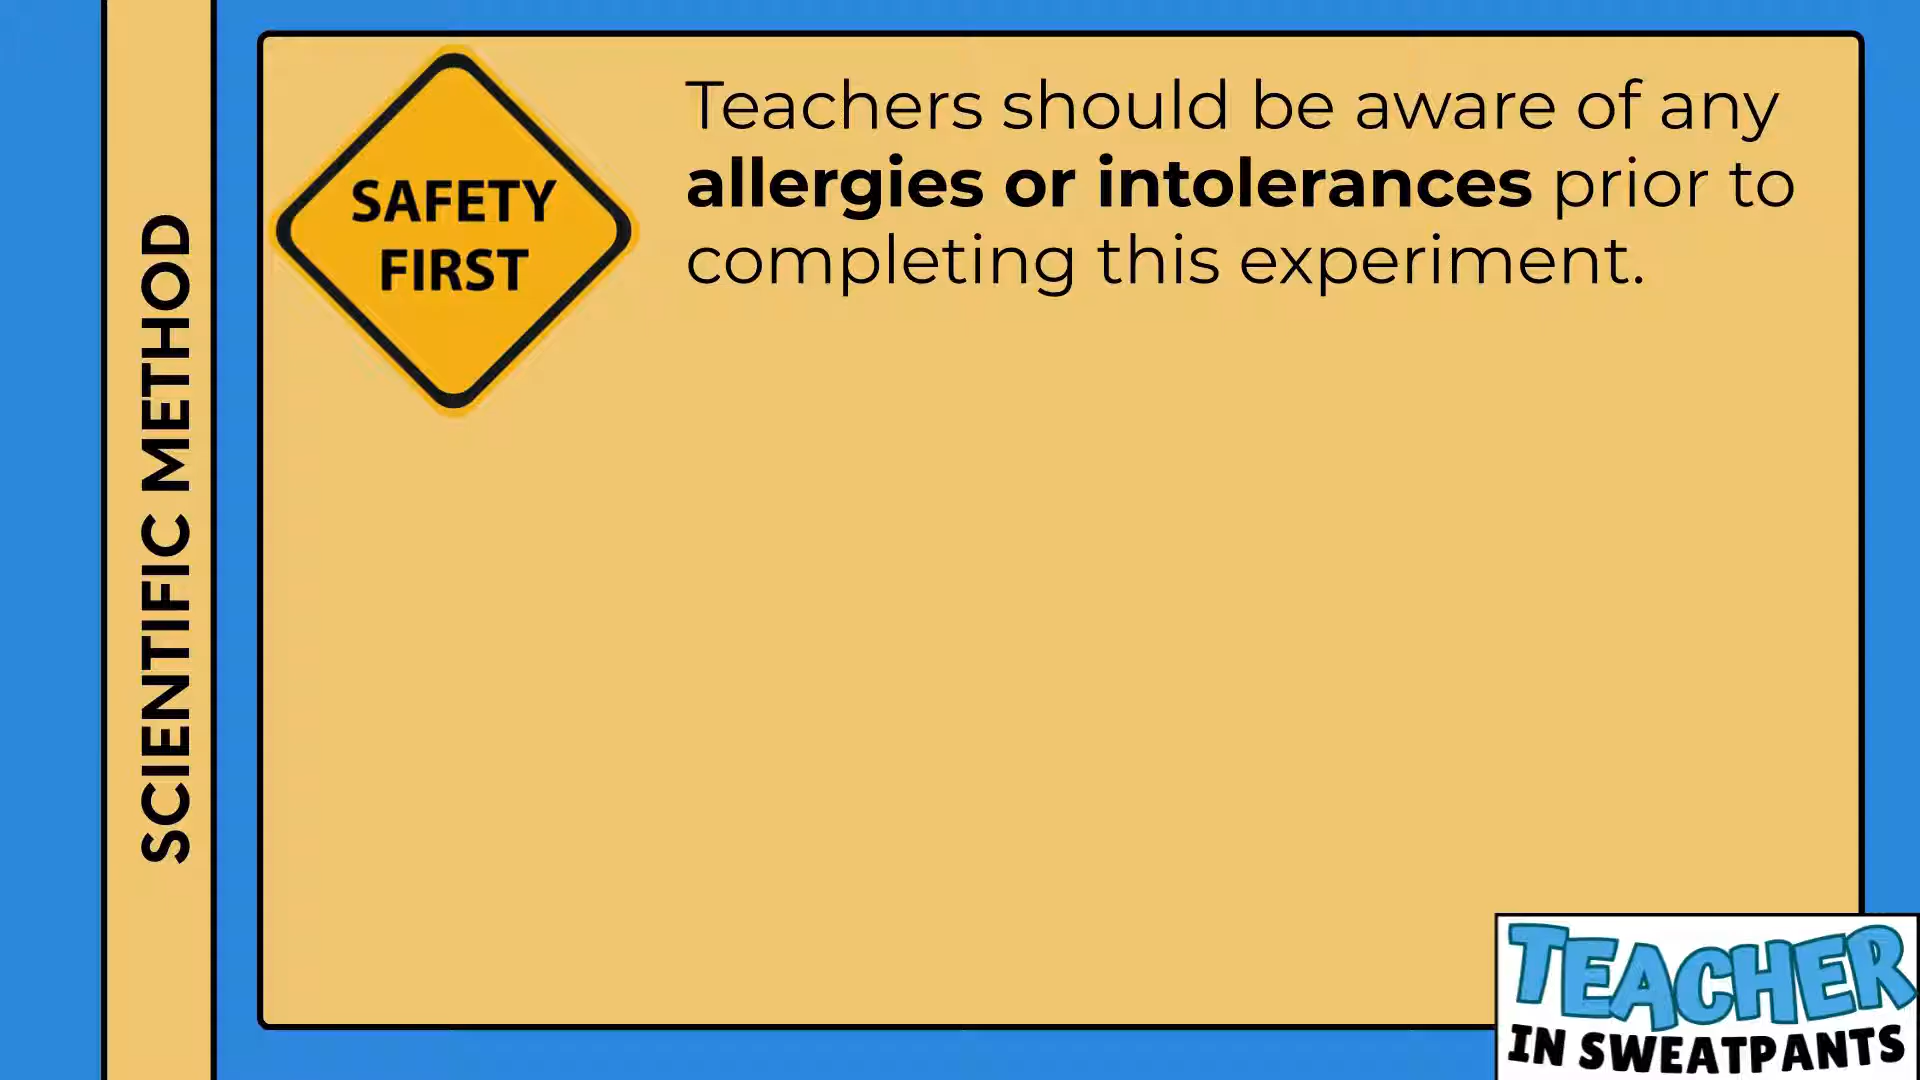 SCIENTIFIC METHOD
SAFETY
FIRST
Teachers should be aware of any
allergies or intolerances prior to
completing this experiment.
TEACHER
IN SWEATPANTS